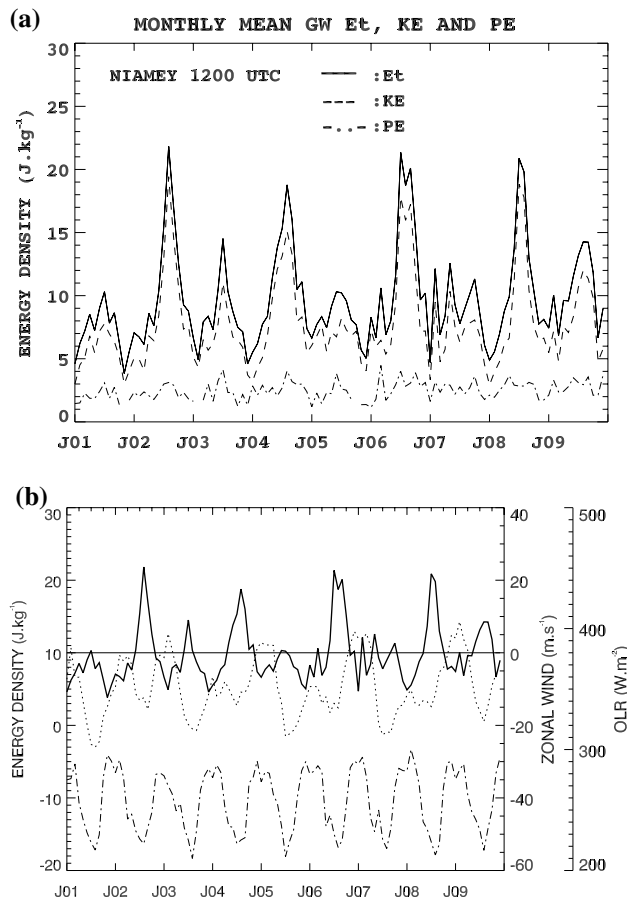 (a)
MONTHLY MEAN GW Et, KE AND PE
NIAMEY 1200 UTC
:Et
:KE
:PE
ENERGY DENSITY (J.kg-1)
30
25
20
15
10
5
0
J01 J02 J03 J04 J05 J06 J07 J08 J09
(b)
ENERGY DENSITY (J.kg-1)
30
20
10
0
-10
-20
40
20
0
-20
-40
-60
ZONAL WIND (m.s-1)
500
400
300
200
OLR (W.m-2)
J01 J02 J03 J04 J05 J06 J07 J08 J09